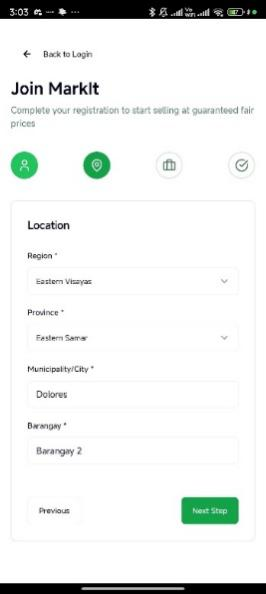 3:03
Back to Login
Join MarkIt
Complete your registration to start selling at guaranteed fair
prices
Location
Region *
Eastern Visayas
Province *
Eastern Samar
Municipality/City *
Dolores
Barangay *
Barangay 2
Previous
Next Step